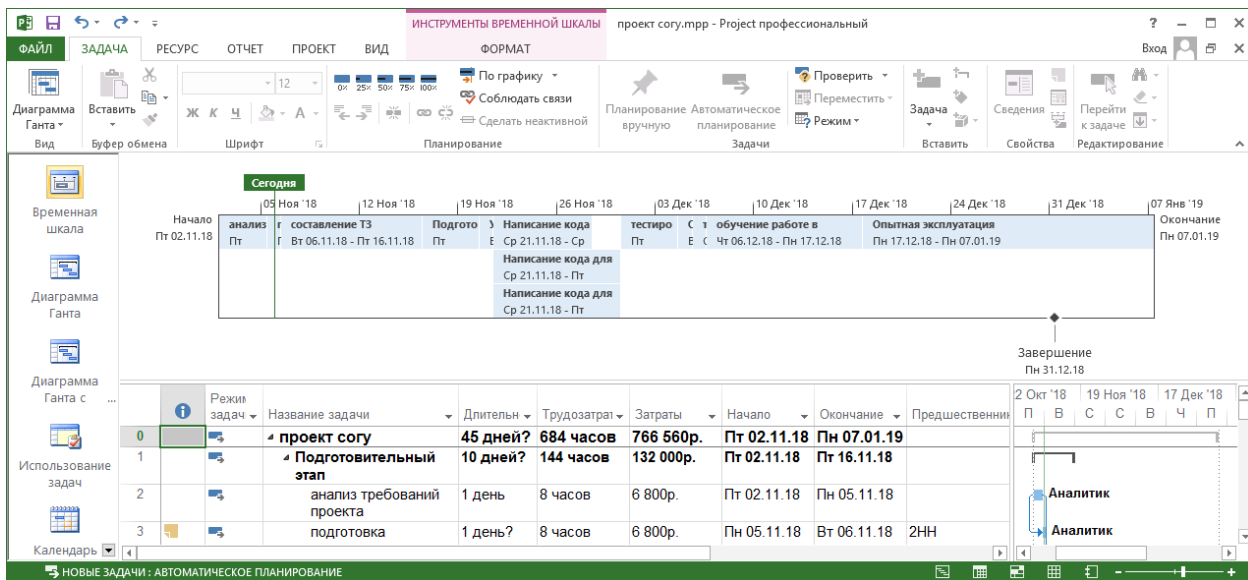 ИНСТРУМЕНТЫ ВРЕМЕННОЙ ШКАЛЫ проект согу.mpp - Project профессиональный ?
ФАЙЛ ЗАДАЧА РЕСУРС ОТЧЕТ ПРОЕКТ ВИД ФОРМАТ Вход
12 0% 25% 50% 75% 100% По графику Проверить
Соблюдать связи Переместить
Диаграмма Ганта Вставить Ж К Ч А Сделать неактивной Планирование вручную Автоматическое планирование Режим Задача Сведения Перейти к задаче
Вид Буфер обмена Шрифт Планирование Задачи Вставить Свойства Редактирование
Сегодня
05 Ноя '18 12 Ноя '18 19 Ноя '18 26 Ноя '18 03 Дек '18 10 Дек '18 17 Дек '18 24 Дек '18 31 Дек '18 07 Янв '19
Начало
Пт 02.11.18
анализ составление ТЗ Подгото У Написание кода тестиро С т обучение работе в Опытная эксплуатация
Пт Вт 06.11.18 - Пт 16.11.18 Пт Ср 21.11.18 - Ср Пт Чт 06.12.18 - Пн 17.12.18 Пн 17.12.18 - Пн 07.01.19
Окончание
Пн 07.01.19
Написание кода для
Ср 21.11.18 - Пт
Написание кода для
Ср 21.11.18 - Пт
Завершение
Пн 31.12.18
Временная
шкала
Диаграмма
Ганта
Диаграмма
Ганта с ...
Использование
задач
Календарь
Режим
задач Название задачи Длительн Трудозатрат Затраты Начало Окончание Предшественник
2 Окт '18 19 Ноя '18 17 Дек '18
П В С С В Ч П
0 проект согу 45 дней? 684 часов 766 560р. Пт 02.11.18 Пн 07.01.19
1 Подготовительный этап 10 дней? 144 часов 132 000р. Пт 02.11.18 Пт 16.11.18
2 анализ требований проекта 1 день 8 часов 6 800р. Пт 02.11.18 Пн 05.11.18 Аналитик
3 подготовка 1 день? 8 часов 6 800р. Пн 05.11.18 Вт 06.11.18 2НН Аналитик
НОВЫЕ ЗАДАЧИ : АВТОМАТИЧЕСКОЕ ПЛАНИРОВАНИЕ